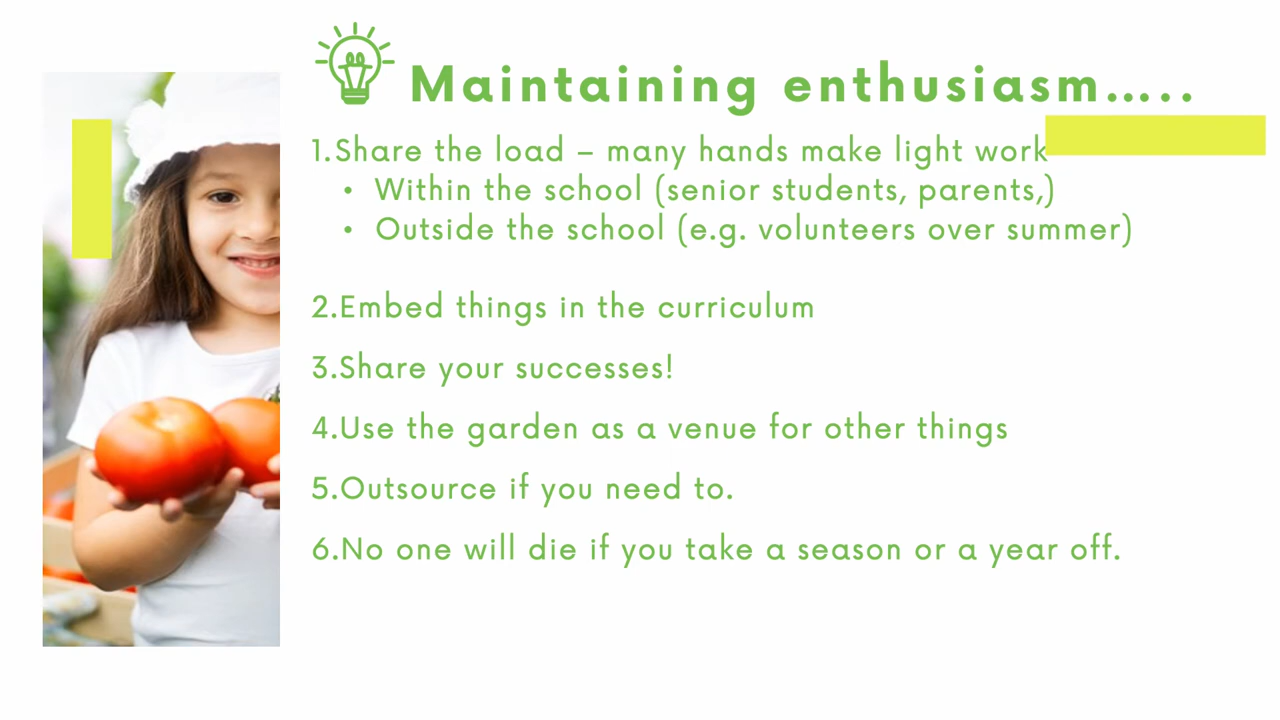 Maintaining enthusiasm.....
1.Share the load – many hands make light work
• Within the school (senior students, parents,)
• Outside the school (e.g. volunteers over summer)
2.Embed things in the curriculum
3.Share your successes!
4.Use the garden as a venue for other things
5.Outsource if you need to.
6.No one will die if you take a season or a year off.